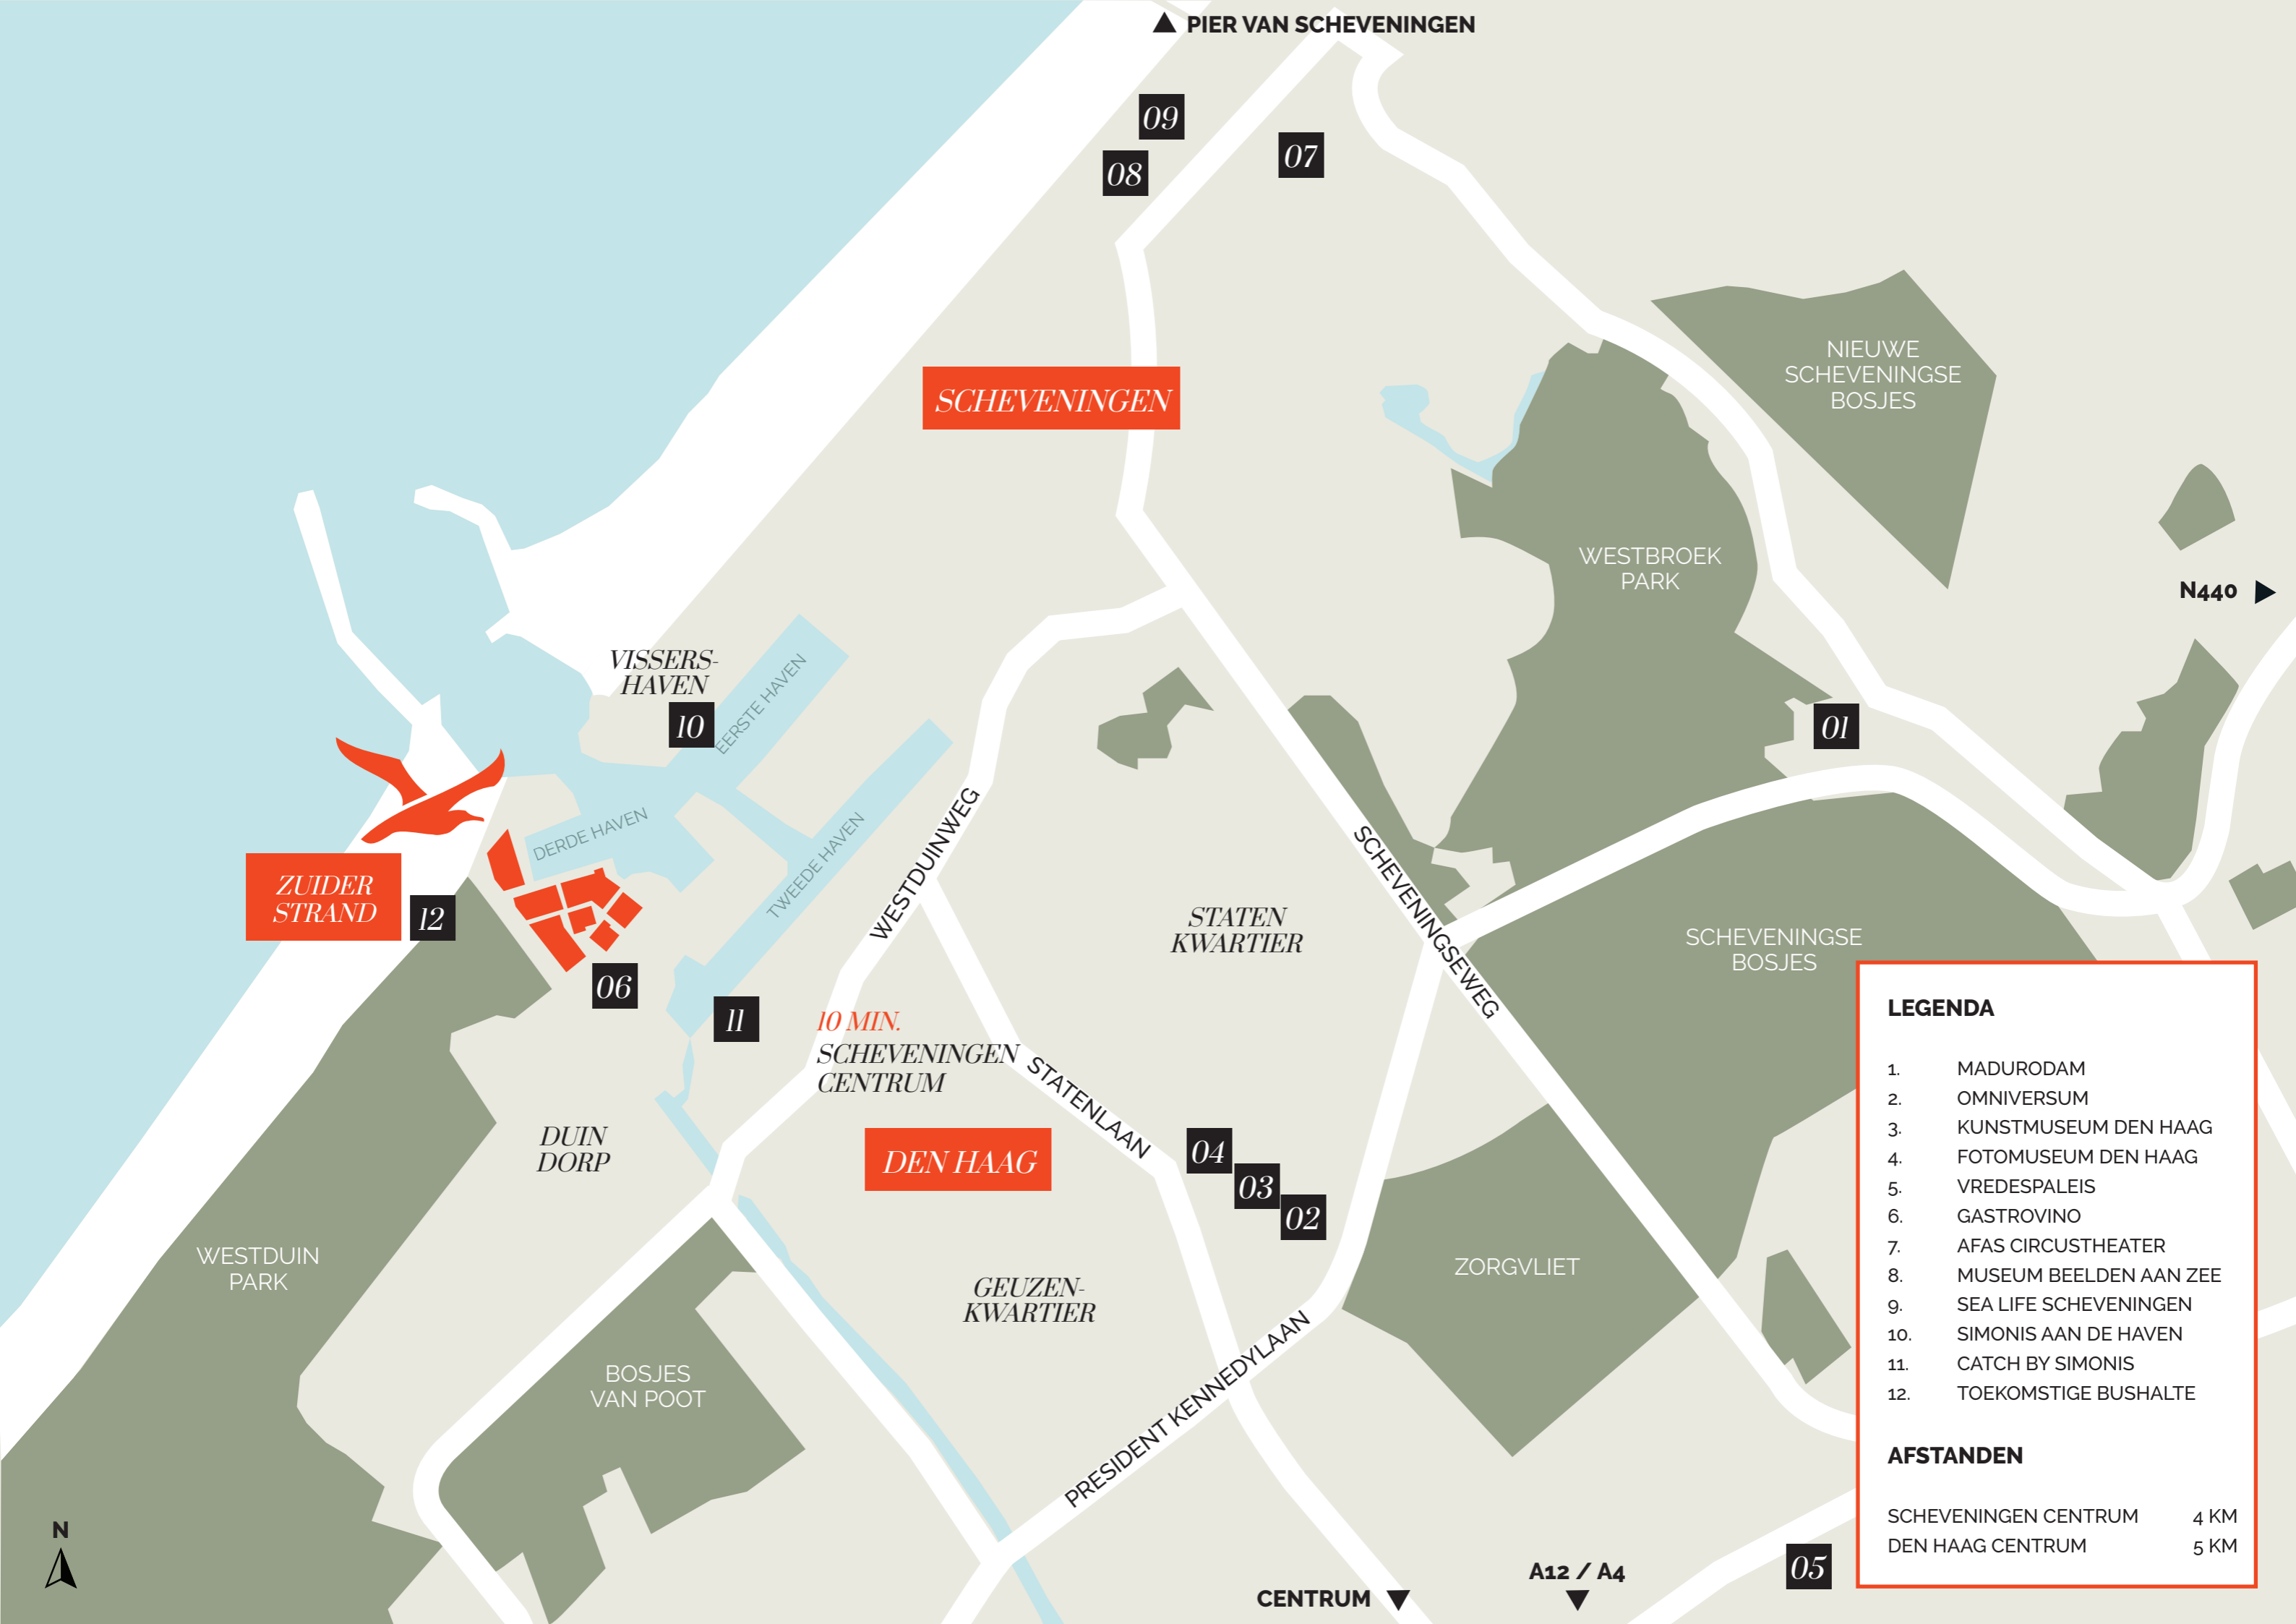 PIER VAN SCHEVENINGEN
09
07
08
NIEUWE
SCHEVENINGSE
BOSJES
SCHEVENINGEN
WESTBROEK
PARK
N440
VISSERS-
HAVEN
10
EERSTE HAVEN
01
DERDE HAVEN
TWEEDE HAVEN
WESTDUINWEG
SCHEVENINGSEWEG
ZUIDER
STRAND
12
STATEN
KWARTIER
SCHEVENINGSE
BOSJES
06
11
10 MIN.
SCHEVENINGEN
CENTRUM
STATENLAAN
DUIN
DORP
DEN HAAG
04
03
02
WESTDUIN
PARK
ZORGVLIET
GEUZEN-
KWARTIER
BOSJES
VAN POOT
PRESIDENT KENNEDYLAAN
N
CENTRUM
A12 / A4
05
LEGENDA
1. MADURODAM
2. OMNIVERSUM
3. KUNSTMUSEUM DEN HAAG
4. FOTOMUSEUM DEN HAAG
5. VREDESPALEIS
6. GASTROVINO
7. AFAS CIRCUSTHEATER
8. MUSEUM BEELDEN AAN ZEE
9. SEA LIFE SCHEVENINGEN
10. SIMONIS AAN DE HAVEN
11. CATCH BY SIMONIS
12. TOEKOMSTIGE BUSHALTE
AFSTANDEN
SCHEVENINGEN CENTRUM 4 KM
DEN HAAG CENTRUM 5 KM